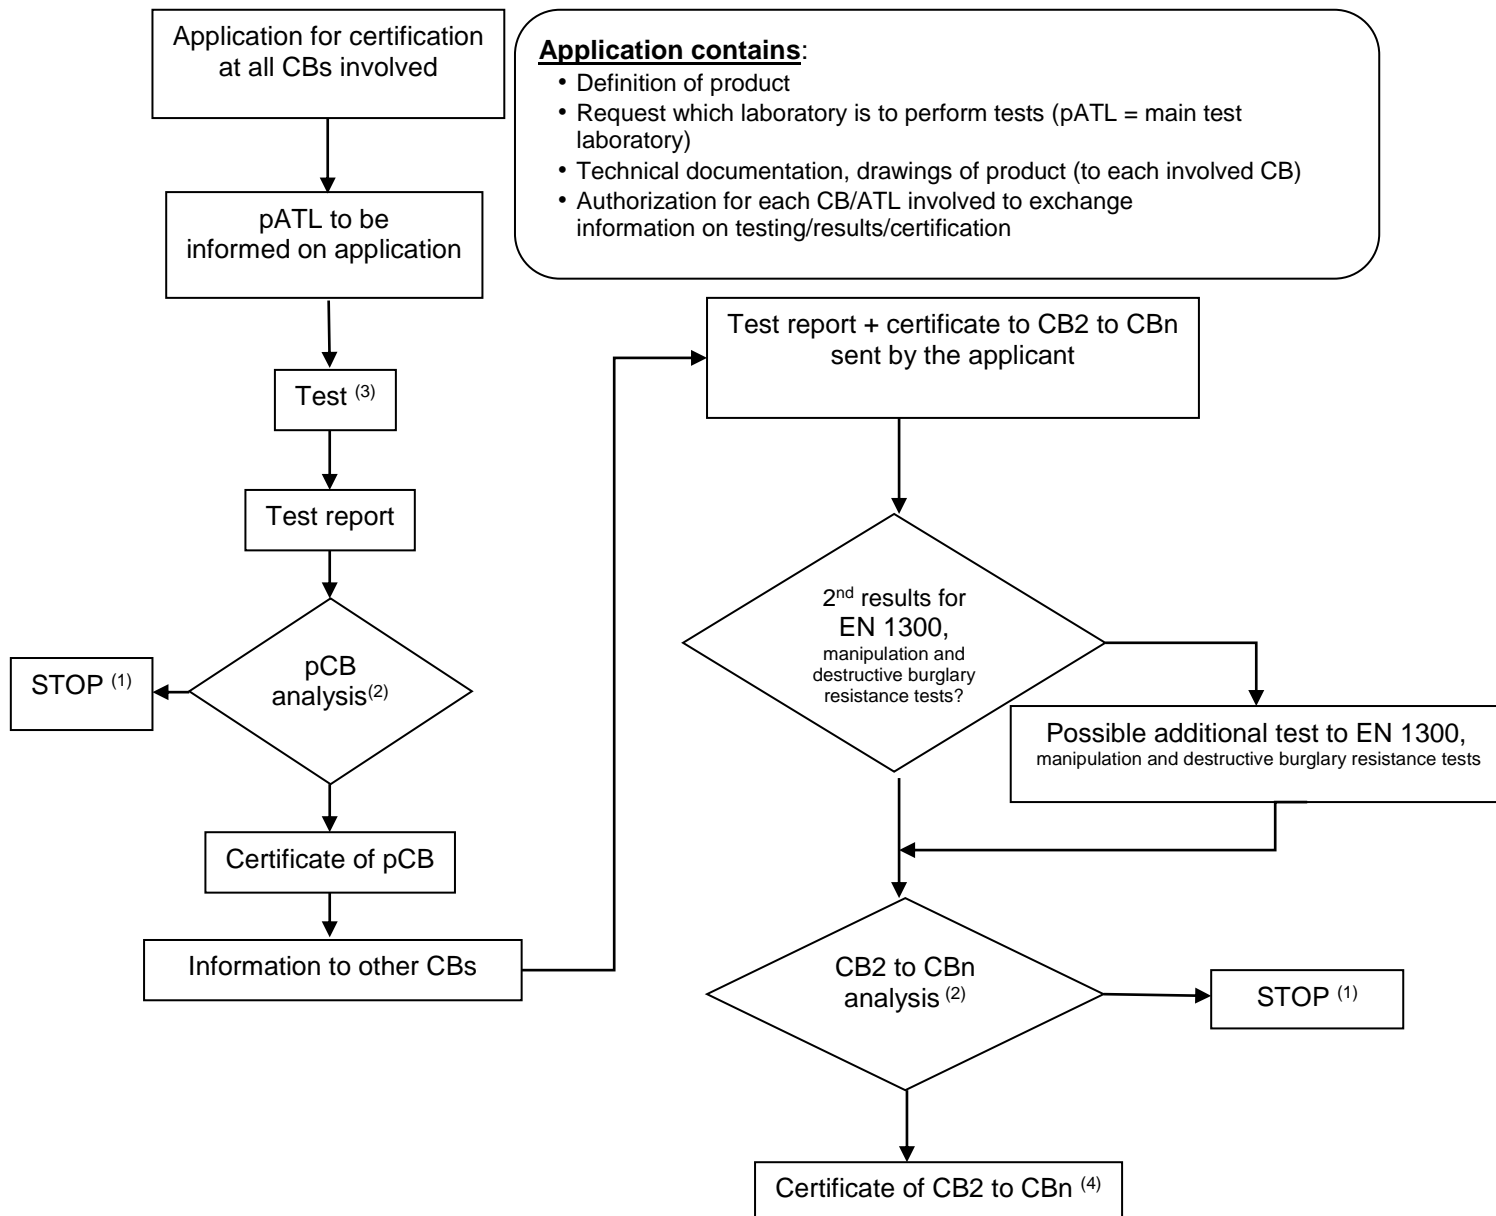 Application for certification
at all CBs involved
Application contains:
• Definition of product
• Request which laboratory is to perform tests (pATL = main test
laboratory)
• Technical documentation, drawings of product (to each involved CB)
• Authorization for each CB/ATL involved to exchange
information on testing/results/certification
pATL to be
informed on application
Test (3)
Test report
pCB
analysis(2)
STOP (1)
Certificate of pCB
Information to other CBs
Test report + certificate to CB2 to CBn
sent by the applicant
2nd results for
EN 1300,
manipulation and
destructive burglary
resistance tests?
Possible additional test to EN 1300,
manipulation and destructive burglary resistance tests
CB2 to CBn
analysis (2)
STOP (1)
Certificate of CB2 to CBn (4)